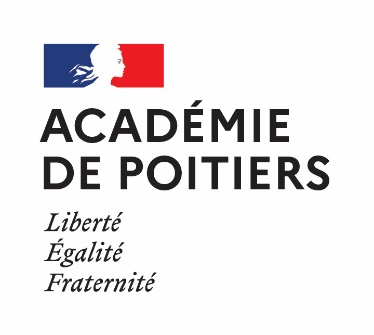 ACADÉMIE
DE POITIERS
Liberté
Égalité
Fraternité